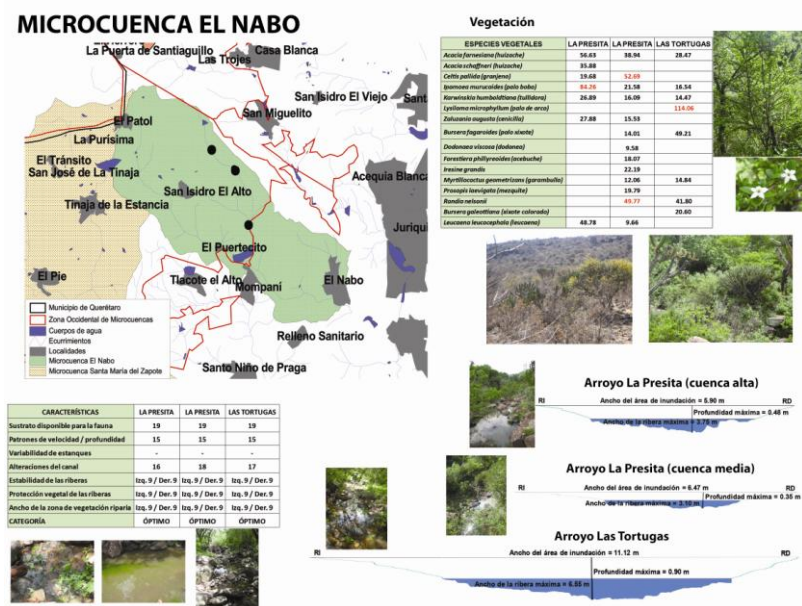 MICROCUENCA EL NABO
La Puerta de Santiaguillo
Casa Blanca
Las Trojes
San Isidro El Viejo
San Miguelito
El Patol
La Purísima
El Tránsito
San José de La Tinaja
San Isidro El Alto
Acequia Blanca
Tinaja de la Estancia
Juriqui
El Puertecito
El Pie
Tlacote el Alto
Mompaní
El Nabo
Relleno Sanitario
Santo Niño de Praga
Municipio de Querétaro
Zona Occidental de Microcuencas
Cuerpos de agua
Ecurrimientos
Localidades
Microcuenca El Nabo
Microcuenca Santa María del Zapote
Vegetación
ESPECIES VEGETALES LA PRESITA LA PRESITA LAS TORTUGAS
Acacia farnesiana (huizache) 56.63 38.94 28.47
Acacia schaffneri (huizache) 35.88
Celtis pallida (granjeno) 19.68 52.69
Ipomoea murucoides (palo bobo) 84.26 21.58 16.54
Karwinskia humboldtiana (tullidora) 26.89 16.09 14.47
Lysiloma microphyllum (palo de arco) 114.06
Zaluzania augusta (cenicilla) 27.88 15.53
Bursera fagaroides (palo xixote) 14.01 49.21
Dodonaea viscosa (dodonea) 9.58
Forestiera phillyreoides (acebuche) 18.07
Iresine grandis 22.19
Myrtillocactus geometrizans (garambullo) 12.06 14.84
Prosopis laevigata (mezquite) 19.79
Randia nelsonii 49.77 41.80
Bursera galeottiana (xixote colorado) 20.60
Leucaena leucocephala (leucaena) 48.78 9.66
CARACTERÍSTICAS LA PRESITA LA PRESITA LAS TORTUGAS
Sustrato disponible para la fauna 19 19 19
Patrones de velocidad / profundidad 15 15 15
Variabilidad de estanques - - -
Alteraciones del canal 16 18 17
Estabilidad de las riberas Izq. 9 / Der. 9 Izq. 9 / Der. 9 Izq. 9 / Der. 9
Protección vegetal de las riberas Izq. 9 / Der. 9 Izq. 9 / Der. 9 Izq. 9 / Der. 9
Ancho de la zona de vegetación riparia Izq. 9 / Der. 9 Izq. 9 / Der. 9 Izq. 9 / Der. 9
CATEGORÍA ÓPTIMO ÓPTIMO ÓPTIMO
Arroyo La Presita (cuenca alta)
RI Ancho del área de inundación = 5.90 m RD
Profundidad máxima = 0.48 m
Ancho de la ribera máxima = 3.75 m
Arroyo La Presita (cuenca media)
RI Ancho del área de inundación = 6.47 m RD
Profundidad máxima = 0.35 m
Ancho de la ribera máxima = 3.10 m
Arroyo Las Tortugas
RI Ancho del área de inundación = 11.12 m RD
Profundidad máxima = 0.90 m
Ancho de la ribera máxima = 6.55 m